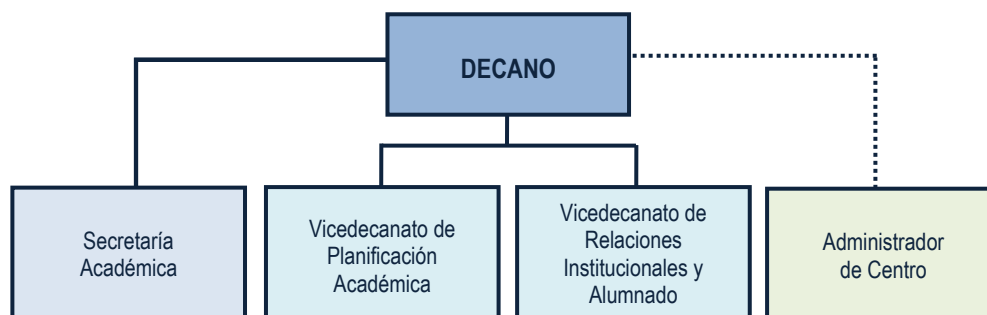 DECANO
Secretaría
Académica
Vicedecanato de
Planificación
Académica
Vicedecanato de
Relaciones
Institucionales y
Alumnado
Administrador
de Centro